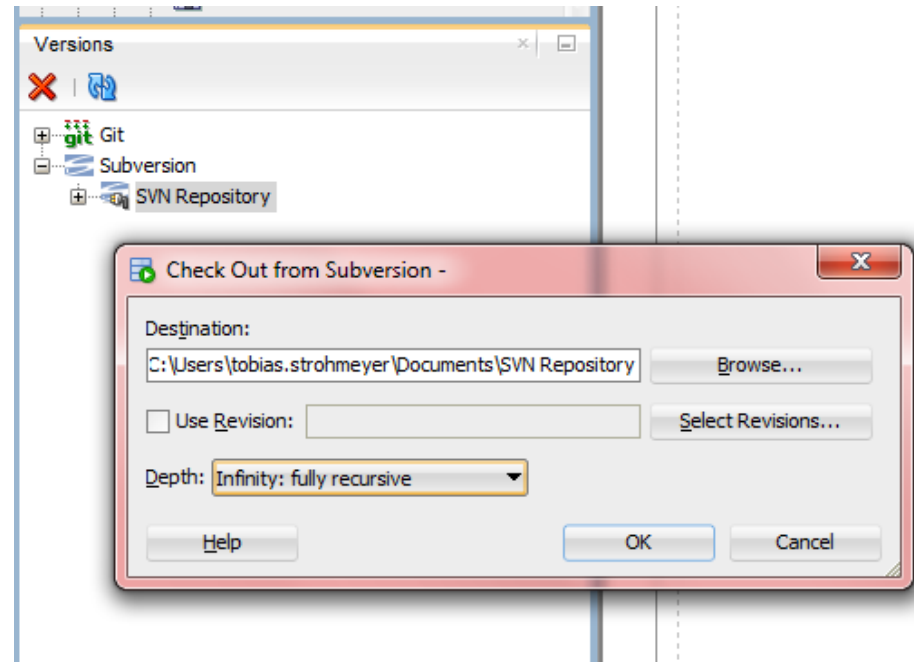 Versions
git Git
Subversion
SVN Repository
Check Out from Subversion -
Destination:
C:\Users\tobias.strohmeyer\Documents\SVN Repository Browse...
Use Revision: Select Revisions...
Depth: Infinity: fully recursive
Help OK Cancel